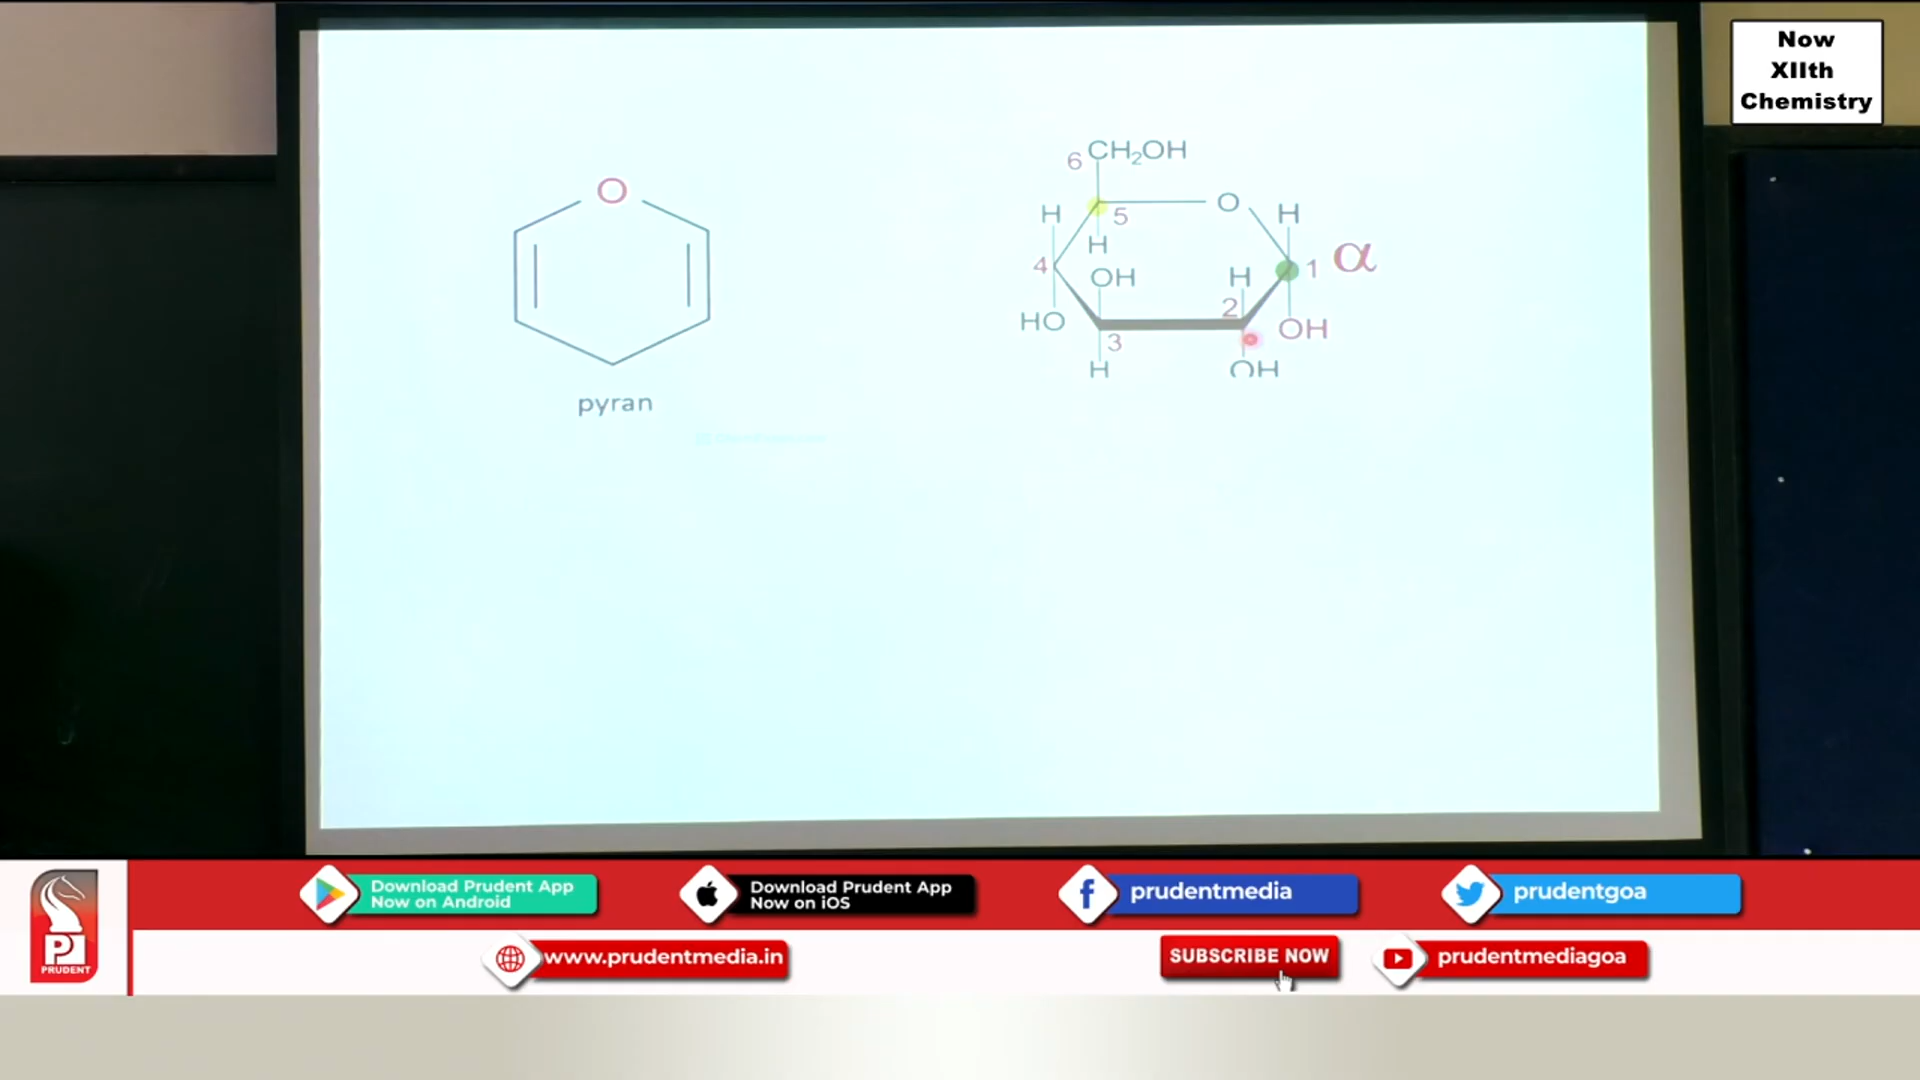 Now
XIIth
Chemistry
O
pyran
6 CH₂OH
H 5 O H
H
4 OH H 1 α
HO 2 OH
3
H OH
Download Prudent App
Now on Android
Download Prudent App
Now on iOS
prudentmedia
prudentgoa
PRUDENT
www.prudentmedia.in
SUBSCRIBE NOW
prudentmediagoa